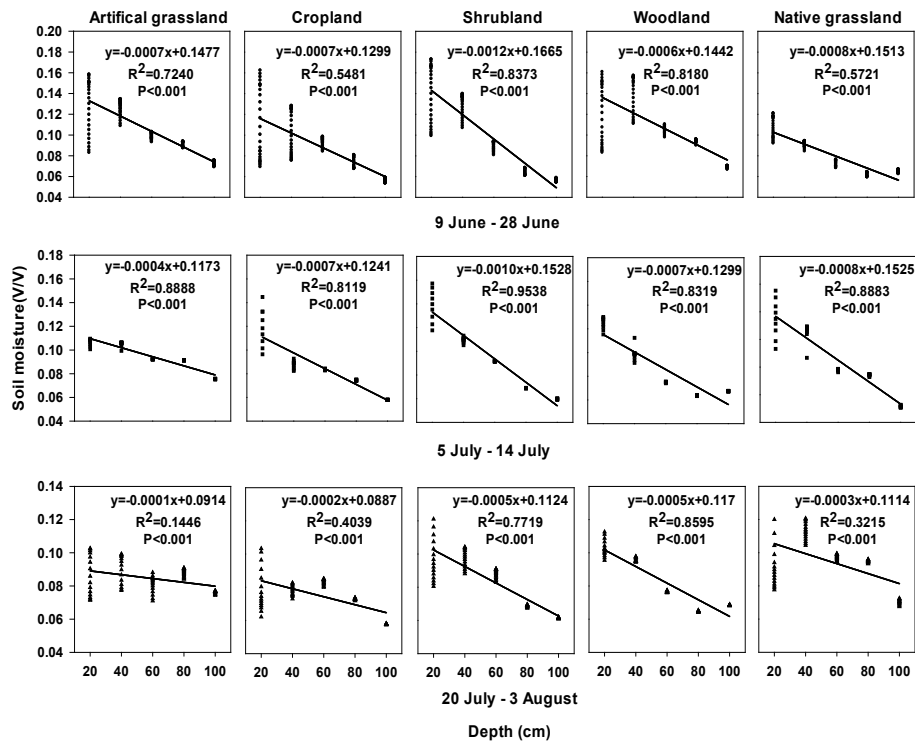 Artifical grassland Cropland Shrubland Woodland Native grassland
0.20
0.18
0.16
0.14
0.12
0.10
0.08
0.06
0.04
y=-0.0007x+0.1477
R²=0.7240
P<0.001
y=-0.0007x+0.1299
R²=0.5481
P<0.001
y=-0.0012x+0.1665
R²=0.8373
P<0.001
y=-0.0006x+0.1442
R²=0.8180
P<0.001
y=-0.0008x+0.1513
R²=0.5721
P<0.001
9 June - 28 June
Soil moisture(V/V)
0.18
0.16
0.14
0.12
0.10
0.08
0.06
0.04
y=-0.0004x+0.1173
R²=0.8888
P<0.001
y=-0.0007x+0.1241
R²=0.8119
P<0.001
y=-0.0010x+0.1528
R²=0.9538
P<0.001
y=-0.0007x+0.1299
R²=0.8319
P<0.001
y=-0.0008x+0.1525
R²=0.8883
P<0.001
5 July - 14 July
0.14
0.12
0.10
0.08
0.06
0.04
y=-0.0001x+0.0914
R²=0.1446
P<0.001
y=-0.0002x+0.0887
R²=0.4039
P<0.001
y=-0.0005x+0.1124
R²=0.7719
P<0.001
y=-0.0005x+0.117
R²=0.8595
P<0.001
y=-0.0003x+0.1114
R²=0.3215
P<0.001
20 40 60 80 100 20 40 60 80 100 20 40 60 80 100 20 40 60 80 100 20 40 60 80 100
20 July - 3 August
Depth (cm)